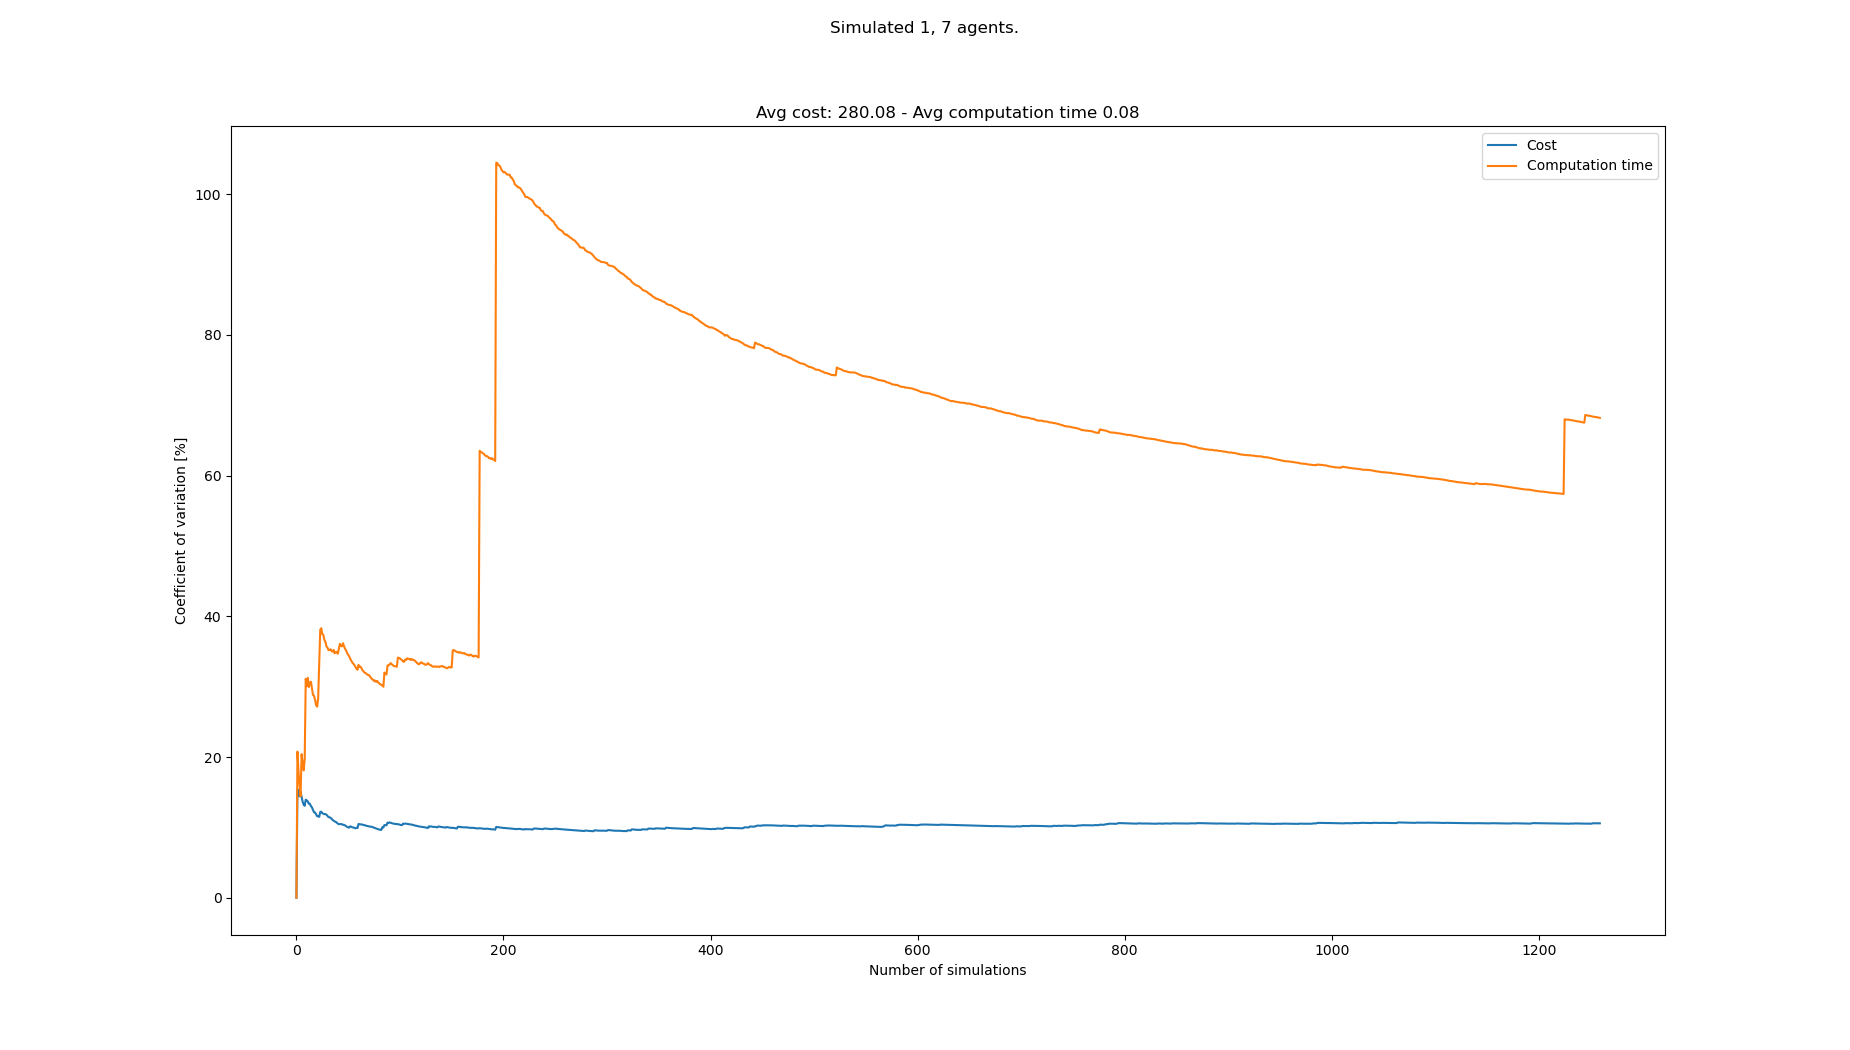 Simulated 1, 7 agents.
Avg cost: 280.08 - Avg computation time 0.08
Cost
Computation time
Coefficient of variation [%]
100
80
60
40
20
0
0 200 400 600 800 1000 1200
Number of simulations